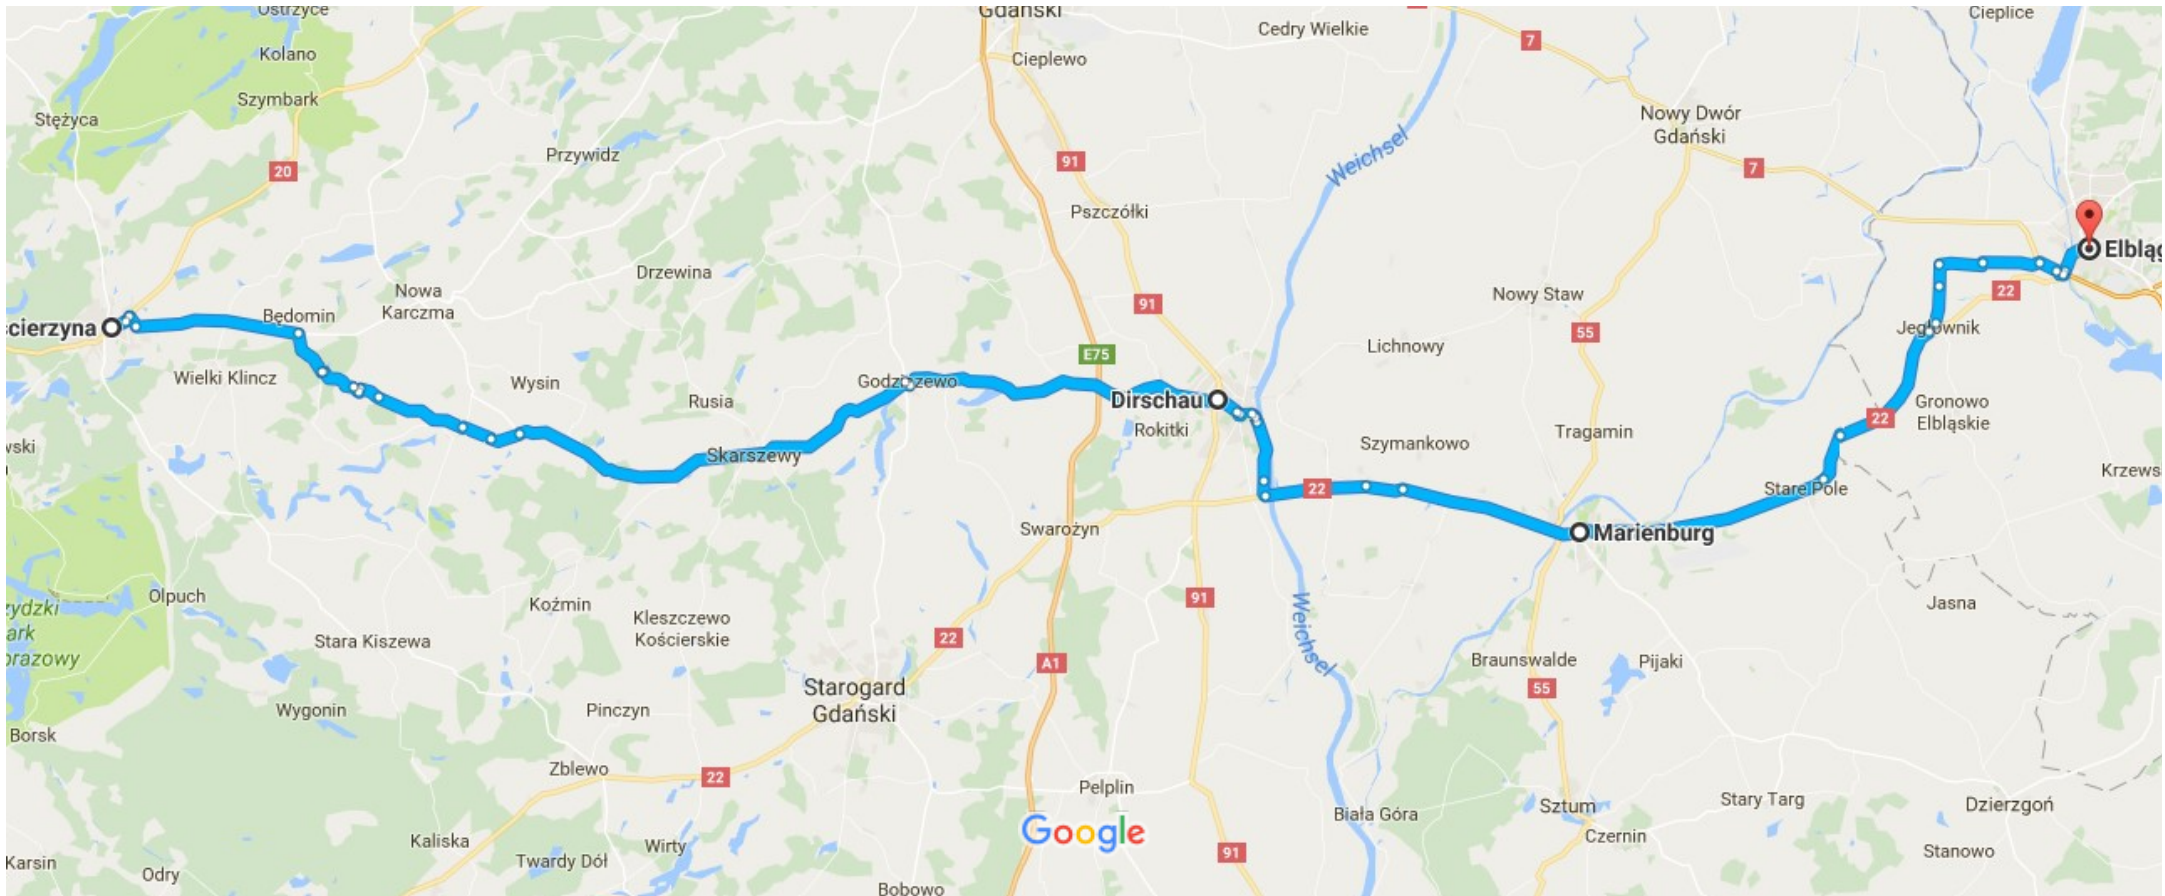 Ostrzyce
Gdański
Cieplice
Cedry Wielkie
7
Kolano
Cieplewo
Szymbark
Stężyca
Nowy Dwór
Gdański
Weichsel
Przywidz
91
7
20
Pszczółki
Elbląg
Drzewina
Nowa
Karczma
22
Nowy Staw
91
Będomin
ścierzyna
55
Jegłownik
Lichnowy
E75
Wielki Klincz
Wysin
Godziszewo
Rusia
Dirschau
Gronowo
Elbląskie
22
Rokitki
Tragamin
Szymankowo
wski
Skarszewy
Krzews
22
Stare Pole
Swarożyn
Marienburg
Olpuch
Koźmin
91
Jasna
zydzki
ark
brazowy
Kleszczewo
Kościerskie
Weichsel
Stara Kiszewa
22
A1
Braunswalde
Pijaki
Starogard
Gdański
55
Wygonin
Pinczyn
Borsk
Zblewo
22
Pelplin
Sztum
Stary Targ
Dzierzgoń
Biała Góra
Google
Kaliska
Wirty
Czernin
Karsin
Twardy Dół
91
Stanowo
Odry
Bobowo